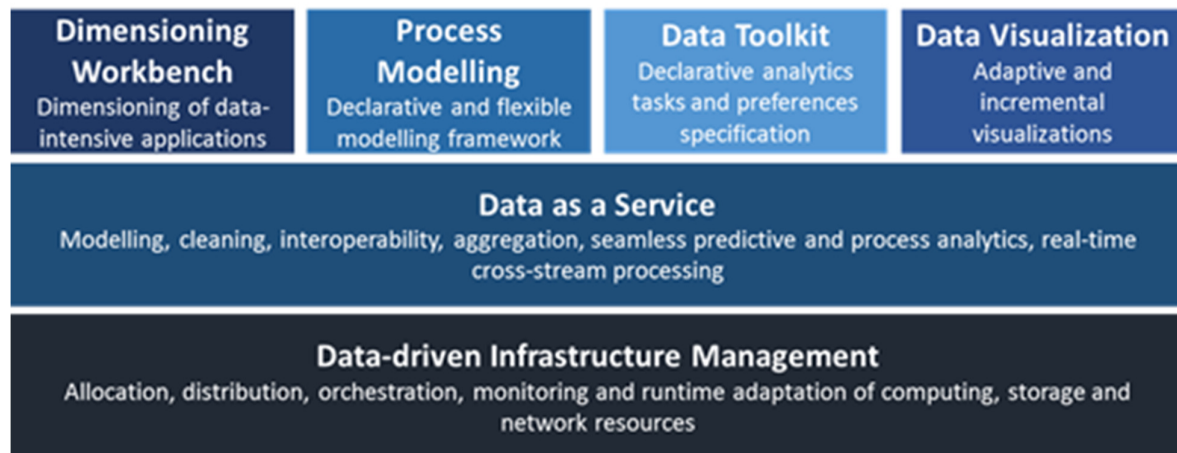 Dimensioning
Workbench
Dimensioning of data-
intensive applications
Process
Modelling
Declarative and flexible
modelling framework
Data Toolkit
Declarative analytics
tasks and preferences
specification
Data Visualization
Adaptive and
incremental
visualizations
Data as a Service
Modelling, cleaning, interoperability, aggregation, seamless predictive and process analytics, real-time
cross-stream processing
Data-driven Infrastructure Management
Allocation, distribution, orchestration, monitoring and runtime adaptation of computing, storage and
network resources